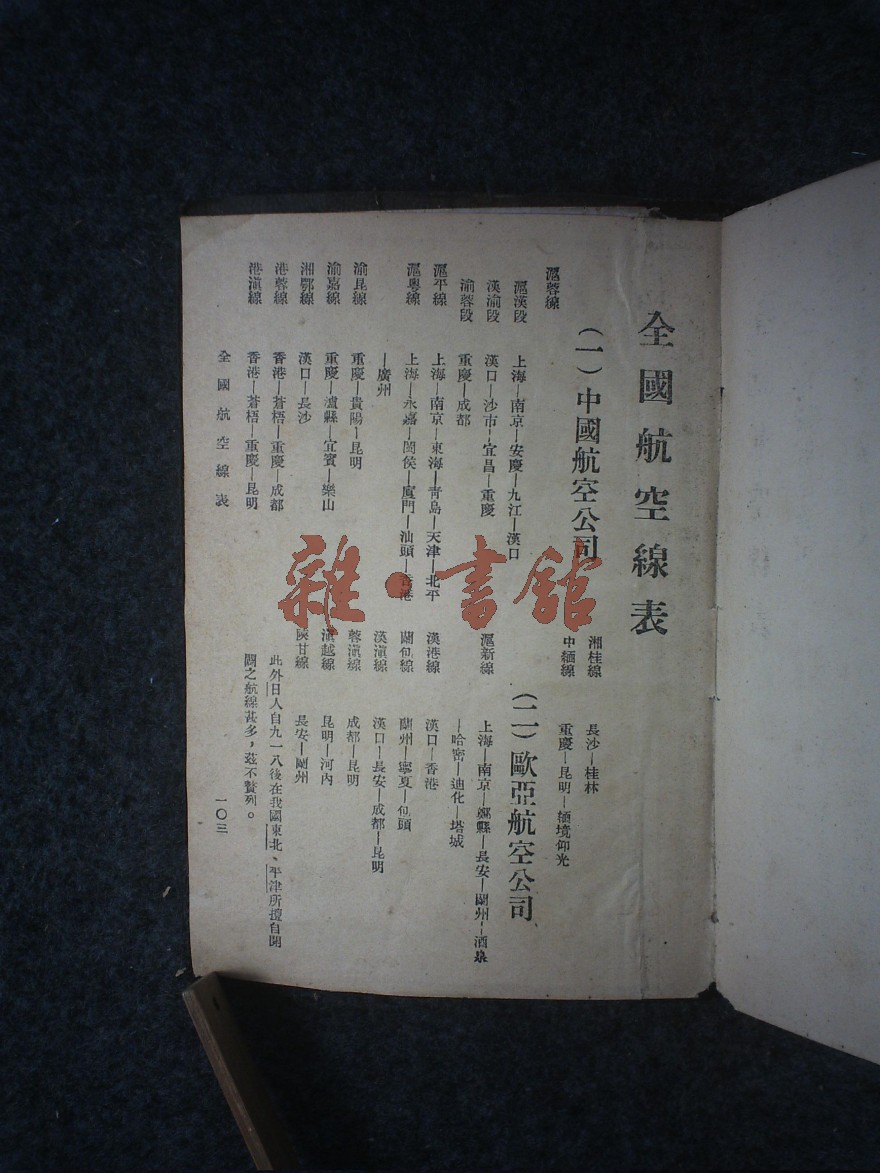 全國航空線表
(一)中國航空公司
滬蓉線
滬漢段 上海—南京—安慶—九江—漢口
漢渝段 漢口—沙市—宜昌—重慶
渝蓉段 重慶—成都
滬平線 上海—南京—東海—靑島—天津—北平
滬粵線 上海—永嘉—閩侯—廈門—汕頭—香港
—廣州
渝昆線 重慶—貴陽—昆明
渝嘉線 重慶—瀘縣—宜賓—樂山
湘鄂線 漢口—長沙
港蓉線 香港—蒼梧—重慶—成都
港滇線 香港—蒼梧—重慶—昆明
湘桂線 長沙—桂林
中緬線 重慶—昆明—緬境仰光
(二)歐亞航空公司
滬新線 上海—南京—鄭縣—長安—蘭州—酒泉
—哈密—迪化—塔城
漢港線 漢口—香港
蘭包線 蘭州—寧夏—包頭
漢滇線 漢口—長安—成都—昆明
蓉滇線 成都—昆明
滇越線 昆明—河內
陝甘線 長安—蘭州
此外日人自九一八後在我國東北、平津所擅自開
闢之航線甚多,茲不贅列。
全國航空線表
一〇三
雜·書館